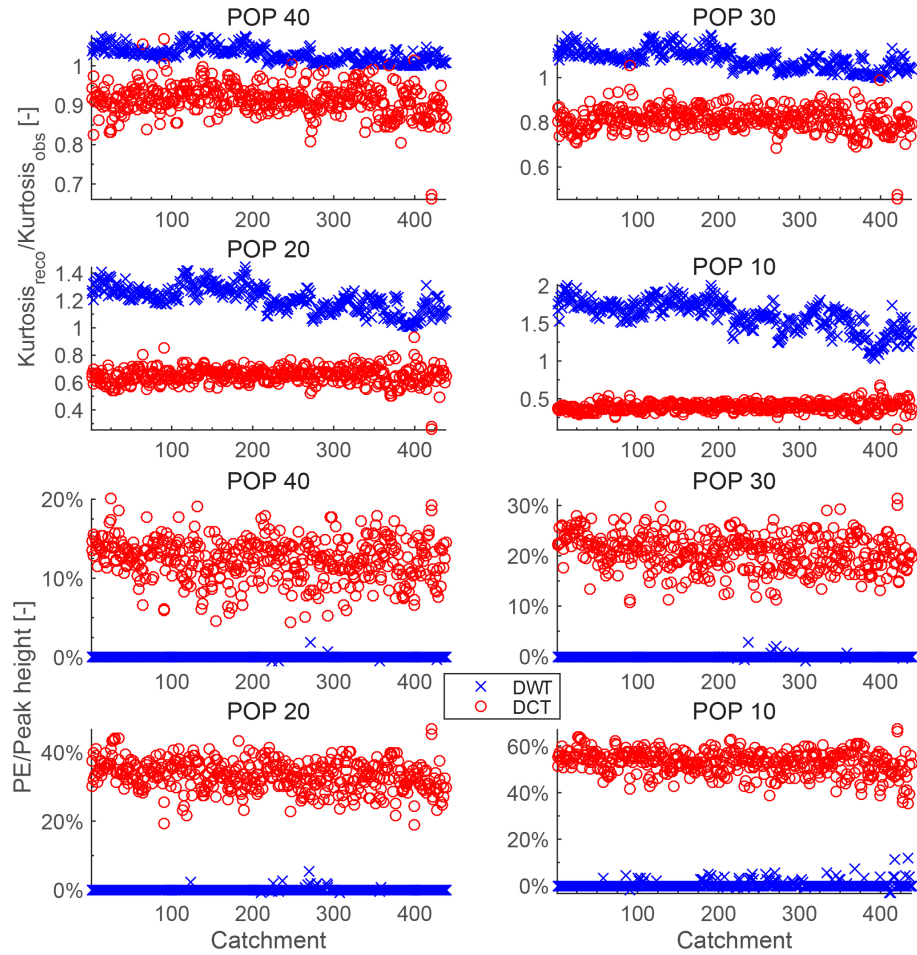 POP 40
POP 30
Kurtosis_reco/Kurtosis_obs [-]
1
0.9
0.8
0.7
100 200 300 400
1
0.8
0.6
100 200 300 400
POP 20
POP 10
1.4
1.2
1
0.8
0.6
0.4
100 200 300 400
2
1.5
1
0.5
100 200 300 400
POP 40
POP 30
PE/Peak height [-]
20%
10%
0%
100 200 300 400
30%
20%
10%
0%
100 200 300 400
DWT
DCT
POP 20
POP 10
40%
20%
0%
100 200 300 400
Catchment
60%
40%
20%
0%
100 200 300 400
Catchment